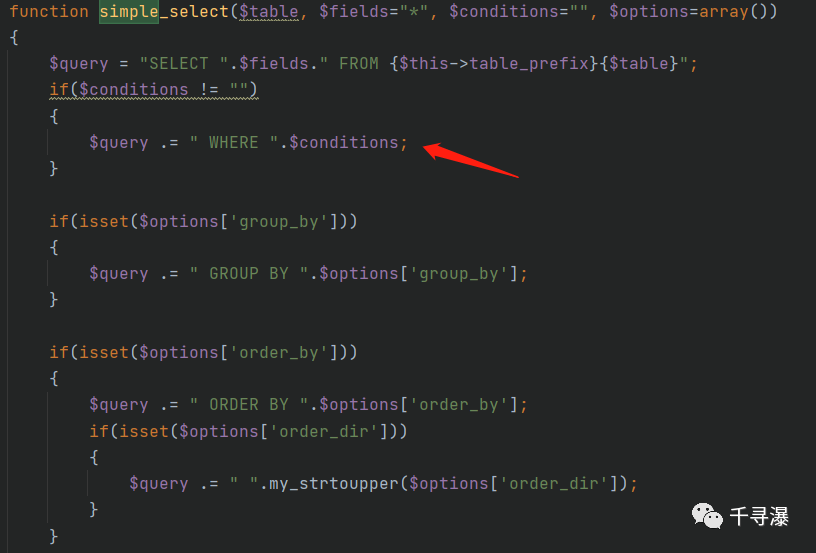 function simple_select($table, $fields="*", $conditions="", $options=array())
{
    $query = "SELECT ".$fields." FROM {$this->table_prefix}{$table}";
    if($conditions != "")
    {
        $query .= " WHERE ".$conditions;
    }
    if(isset($options['group_by']))
    {
        $query .= " GROUP BY ".$options['group_by'];
    }
    if(isset($options['order_by']))
    {
        $query .= " ORDER BY ".$options['order_by'];
        if(isset($options['order_dir']))
        {
            $query .= " ".my_strtoupper($options['order_dir']);
        }
    }
千寻瀑